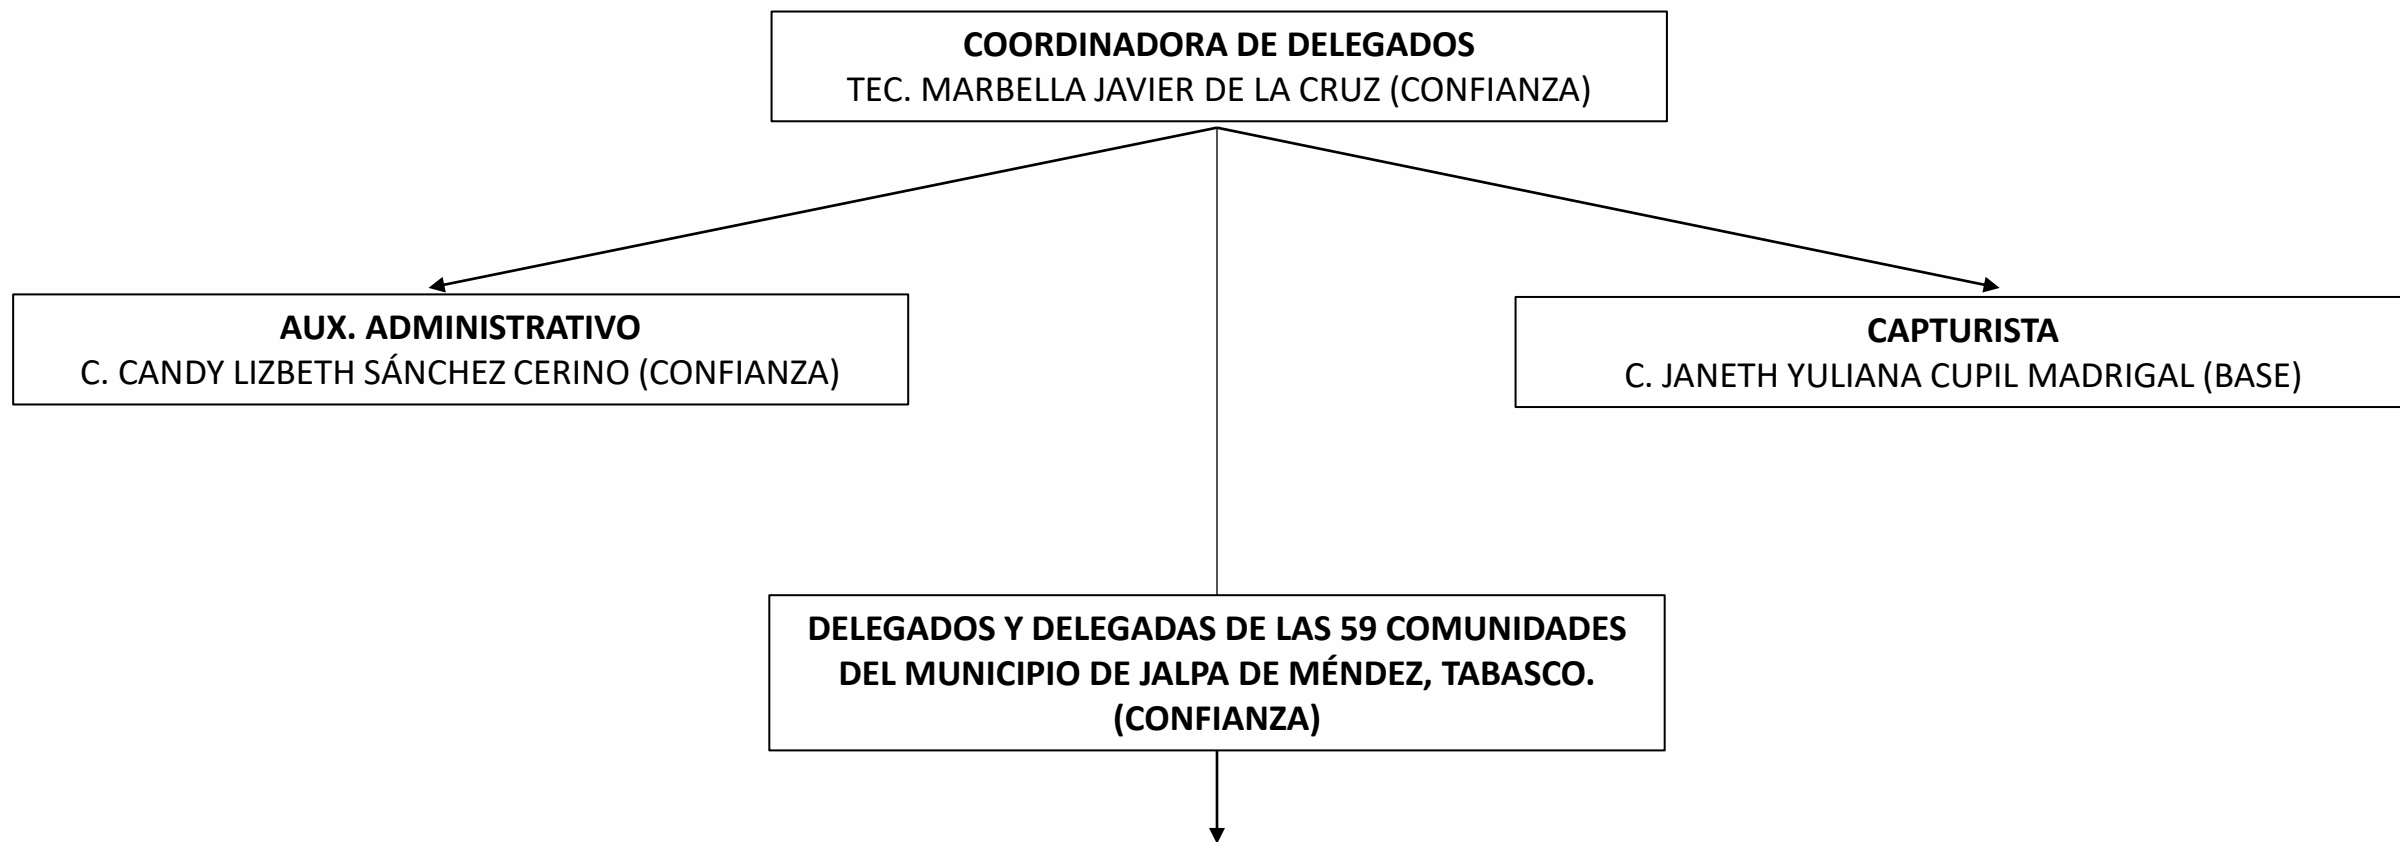 COORDINADORA DE DELEGADOS
TEC. MARBELLA JAVIER DE LA CRUZ (CONFIANZA)
AUX. ADMINISTRATIVO
C. CANDY LIZBETH SÁNCHEZ CERINO (CONFIANZA)
CAPTURISTA
C. JANETH YULIANA CUPIL MADRIGAL (BASE)
DELEGADOS Y DELEGADAS DE LAS 59 COMUNIDADES
DEL MUNICIPIO DE JALPA DE MÉNDEZ, TABASCO.
(CONFIANZA)